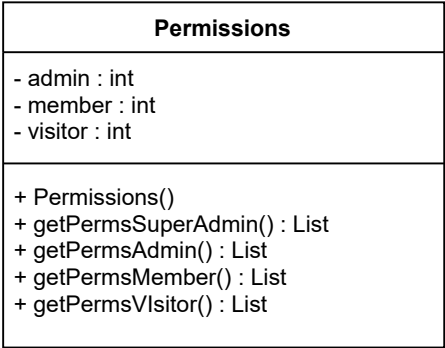 Permissions
- admin : int
- member : int
- visitor : int
+ Permissions()
+ getPermsSuperAdmin() : List
+ getPermsAdmin() : List
+ getPermsMember() : List
+ getPermsVIsitor() : List